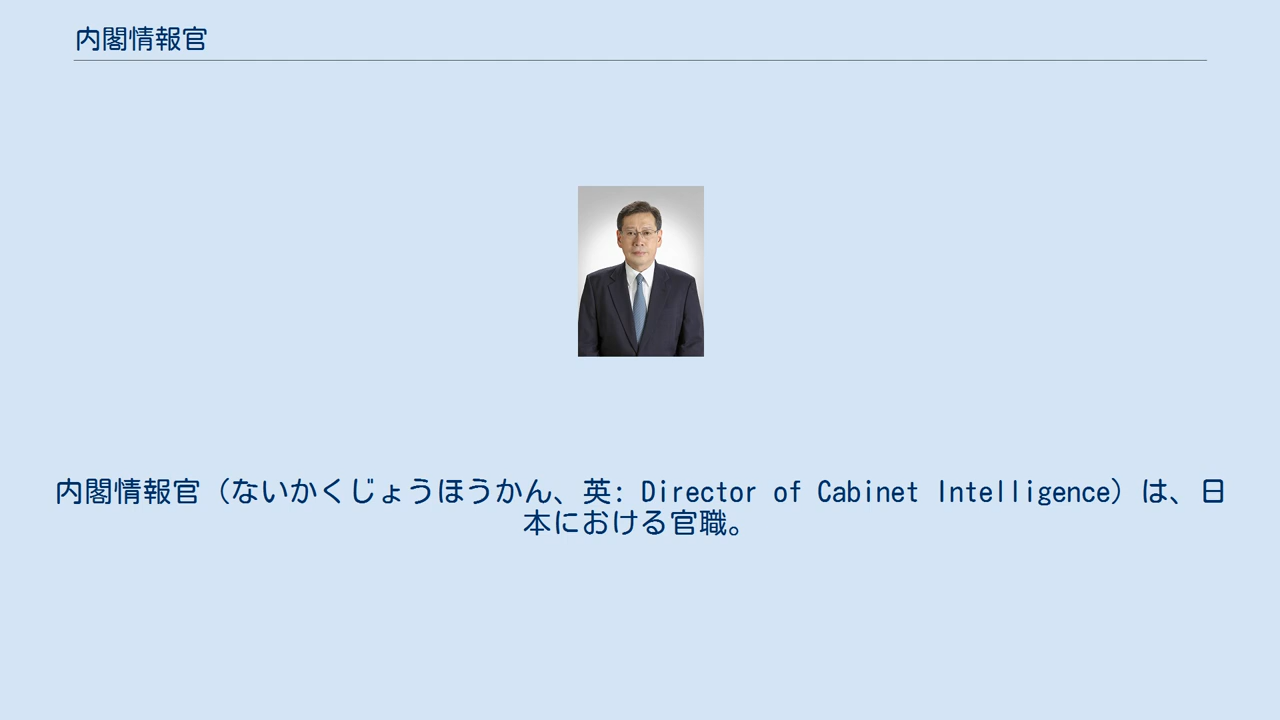 内閣情報官
内閣情報官（ないかくじょうほうかん、英: Director of Cabinet Intelligence）は、日
本における官職。